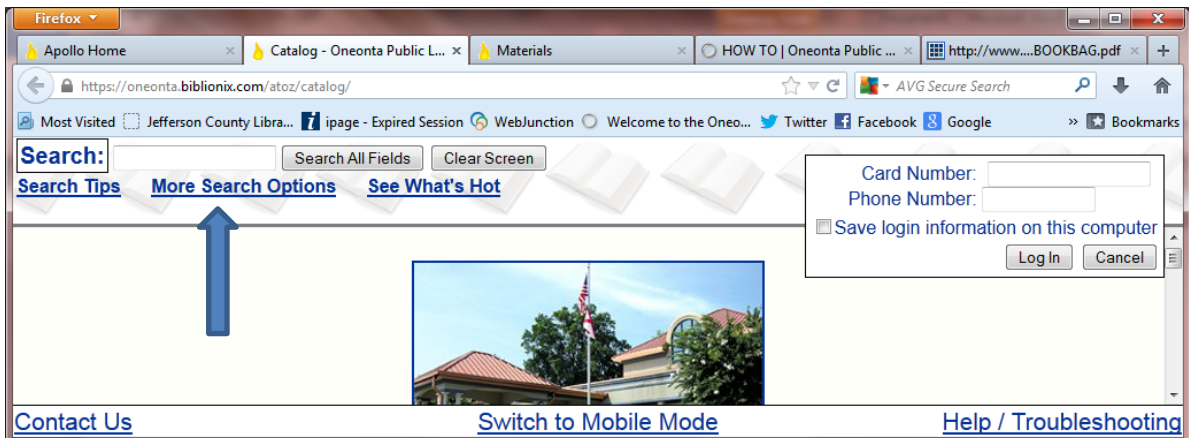 Firefox
Apollo Home
Catalog - Oneonta Public L...
Materials
HOW TO | Oneonta Public ...
http://www....BOOKBAG.pdf
https://oneonta.biblionix.com/atoz/catalog/
AVG Secure Search
Most Visited
Jefferson County Libra...
ipage - Expired Session
WebJunction
Welcome to the Oneo...
Twitter
Facebook
Google
»
Bookmarks
Search:
Search All Fields
Clear Screen
Search Tips
More Search Options
See What's Hot
Card Number:
Phone Number:
Save login information on this computer
Log In
Cancel
Contact Us
Switch to Mobile Mode
Help / Troubleshooting